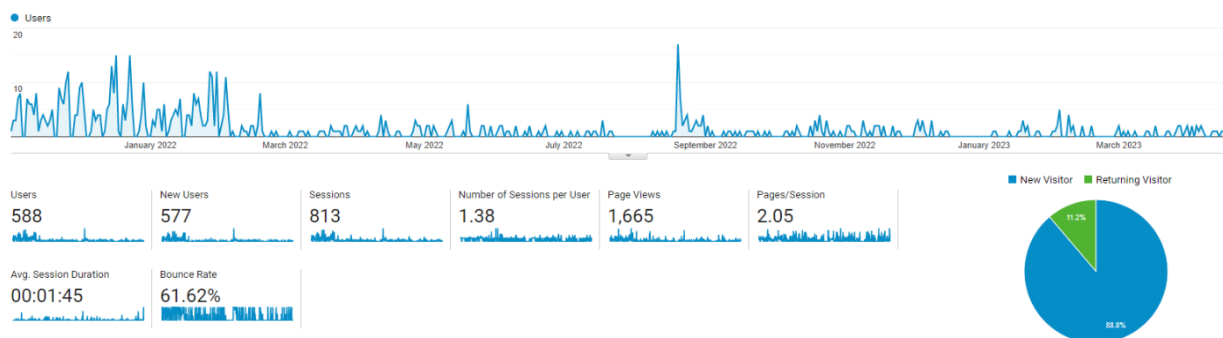 Users
20
10
January 2022 March 2022 May 2022 July 2022 September 2022 November 2022 January 2023 March 2023
New Visitor Returning Visitor
Users New Users Sessions Number of Sessions per User Page Views Pages/Session
588 577 813 1.38 1,665 2.05
11.2%
Avg. Session Duration Bounce Rate
00:01:45 61.62%
88.8%